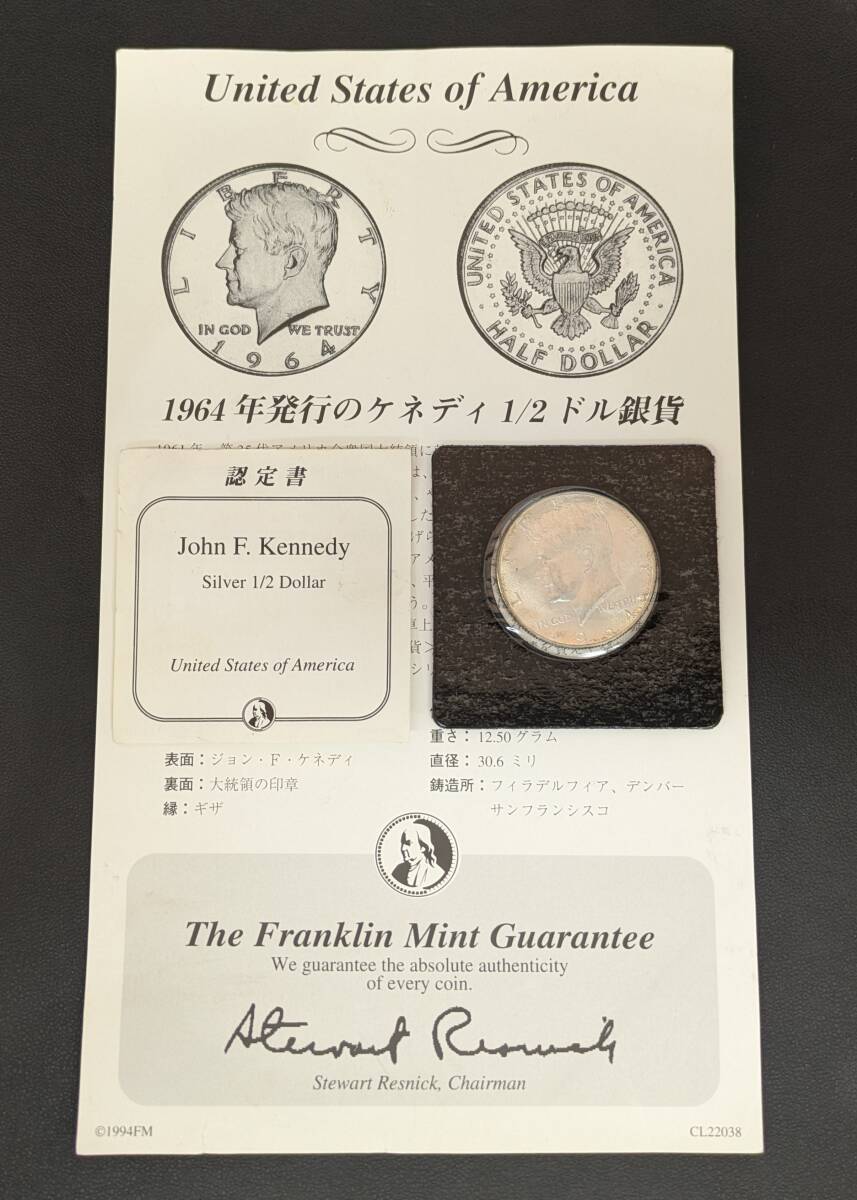 United States of America
LIBERTY
IN GOD WE TRUST
1964
UNITED STATES OF AMERICA
HALF DOLLAR
1964年発行のケネディ1/2ドル銀貨
認定書
John F. Kennedy
Silver 1/2 Dollar
United States of America
表面：ジョン・F・ケネディ
裏面：大統領の印章
縁：ギザ
重さ：12.50グラム
直径：30.6ミリ
鋳造所：フィラデルフィア、デンバー
サンフランシスコ
The Franklin Mint Guarantee
We guarantee the absolute authenticity
of every coin.
Stewart Resnick
Stewart Resnick, Chairman
©1994FM
CL22038